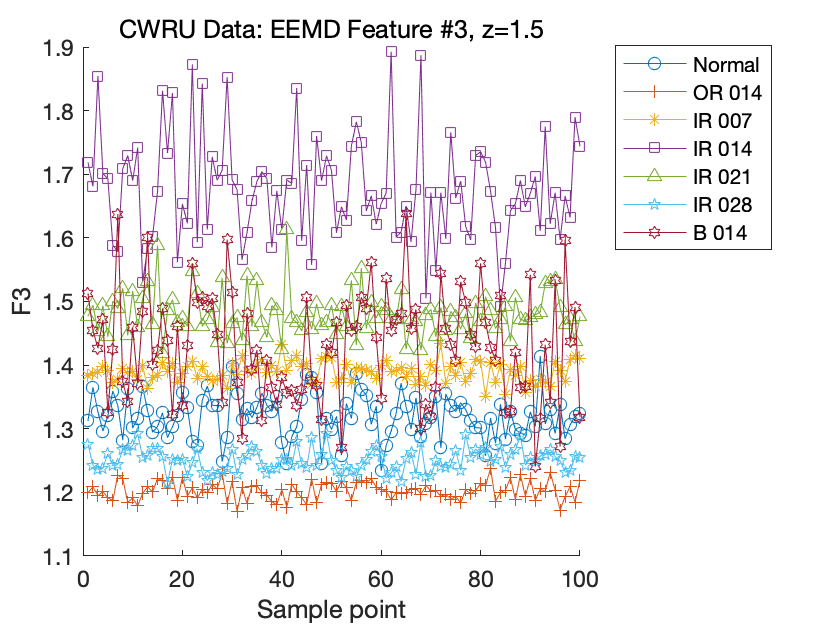 CWRU Data: EEMD Feature #3, z=1.5
1.9
1.8
1.7
1.6
1.5
1.4
1.3
1.2
1.1
F3
0
20
40
60
80
100
Sample point
Normal
OR 014
IR 007
IR 014
IR 021
IR 028
B 014